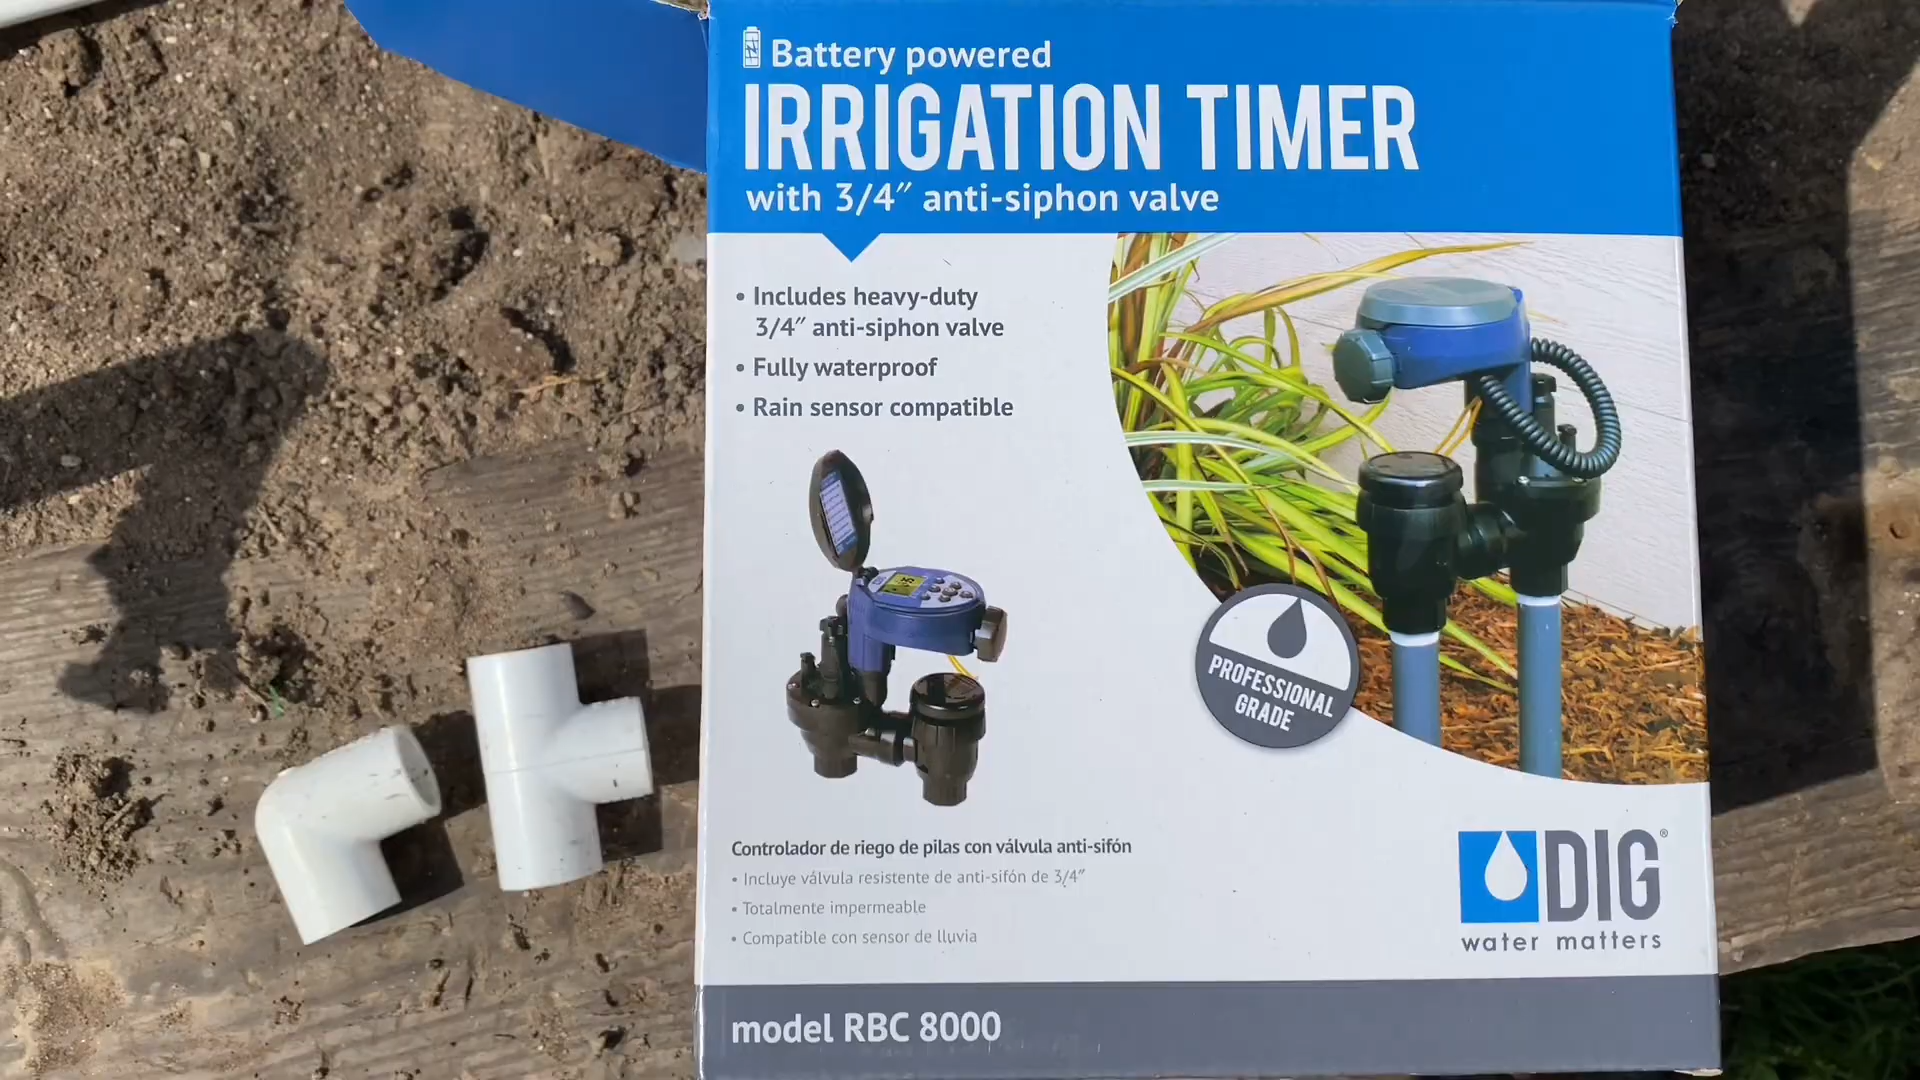 Battery powered
IRRIGATION TIMER
with 3/4″ anti-siphon valve
• Includes heavy-duty
3/4″ anti-siphon valve
• Fully waterproof
• Rain sensor compatible
PROFESSIONAL
GRADE
Controlador de riego de pilas con válvula anti-sifón
• Incluye válvula resistente de anti-sifón de 3/4″
• Totalmente impermeable
• Compatible con sensor de lluvia
DIG®
water matters
model RBC 8000